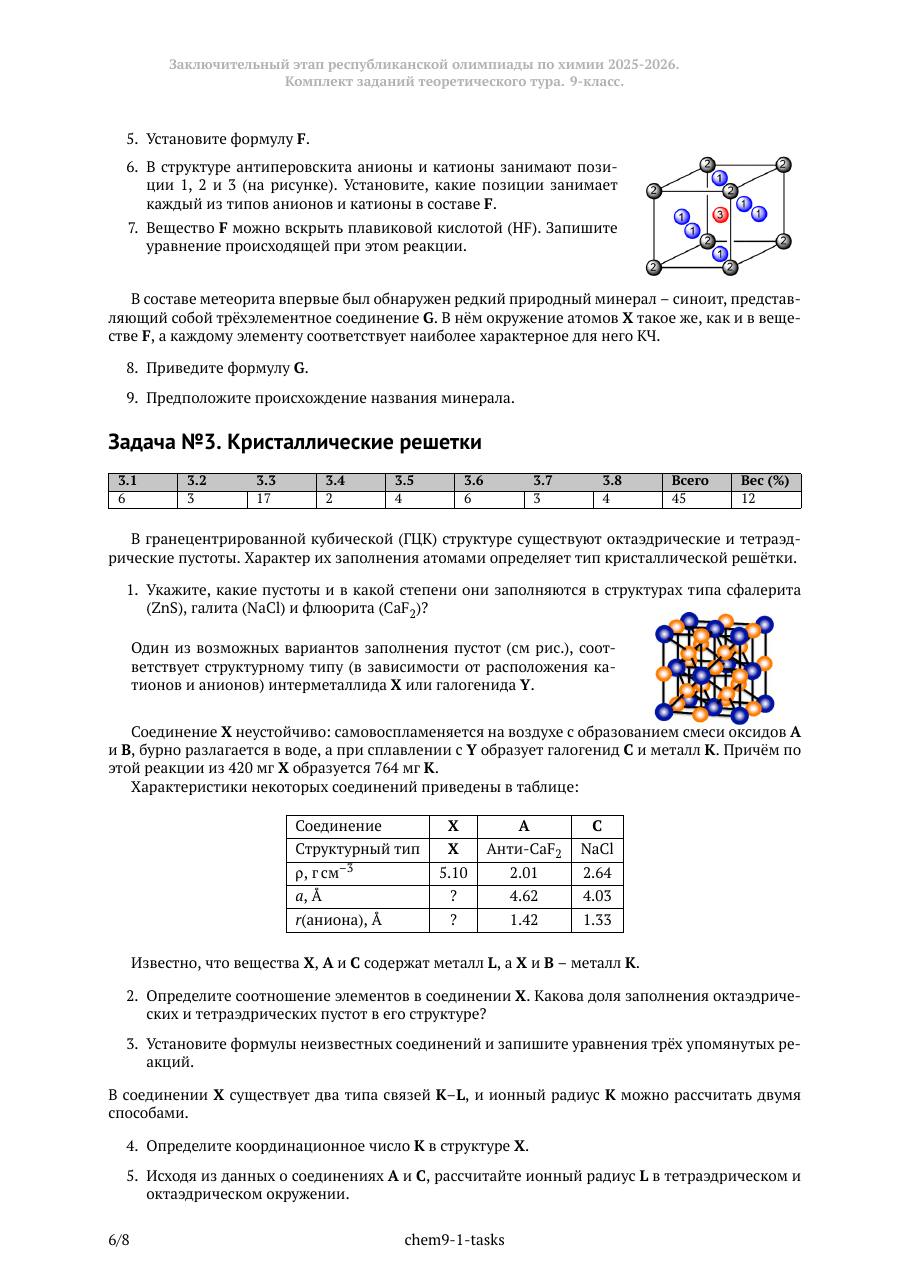 Заключительный этап республиканской олимпиады по химии 2025-2026.
Комплект заданий теоретического тура. 9-класс.
5. Установите формулу F.
6. В структуре антиперовскита анионы и катионы занимают пози-
ции 1, 2 и 3 (на рисунке). Установите, какие позиции занимает
каждый из типов анионов и катионы в составе F.
7. Вещество F можно вскрыть плавиковой кислотой (HF). Запишите
уравнение происходящей при этом реакции.
2 2
1
2 2
1
1 3 1
1
2 2
1
2 2
В составе метеорита впервые был обнаружен редкий природный минерал – синоит, представ-
ляющий собой трёхэлементное соединение G. В нём окружение атомов X такое же, как и в веще-
стве F, а каждому элементу соответствует наиболее характерное для него КЧ.
8. Приведите формулу G.
9. Предположите происхождение названия минерала.
Задача №3. Кристаллические решетки
3.1 3.2 3.3 3.4 3.5 3.6 3.7 3.8 Всего Вес (%)
6 3 17 2 4 6 3 4 45 12
В гранецентрированной кубической (ГЦК) структуре существуют октаэдрические и тетраэд-
рические пустоты. Характер их заполнения атомами определяет тип кристаллической решётки.
1. Укажите, какие пустоты и в какой степени они заполняются в структурах типа сфалерита
(ZnS), галита (NaCl) и флюорита (CaF₂)?
Один из возможных вариантов заполнения пустот (см рис.), соот-
ветствует структурному типу (в зависимости от расположения ка-
тионов и анионов) интерметаллида X или галогенида Y.
Соединение X неустойчиво: самовоспламеняется на воздухе с образованием смеси оксидов A
и B, бурно разлагается в воде, а при сплавлении с Y образует галогенид C и металл K. Причём по
этой реакции из 420 мг X образуется 764 мг K.
Характеристики некоторых соединений приведены в таблице:
Соединение X A C
Структурный тип X Анти-CaF₂ NaCl
ρ, г см⁻³ 5.10 2.01 2.64
a, Å ? 4.62 4.03
r(аниона), Å ? 1.42 1.33
Известно, что вещества X, A и C содержат металл L, а X и B – металл K.
2. Определите соотношение элементов в соединении X. Какова доля заполнения октаэдриче-
ских и тетраэдрических пустот в его структуре?
3. Установите формулы неизвестных соединений и запишите уравнения трёх упомянутых ре-
акций.
В соединении X существует два типа связей K–L, и ионный радиус K можно рассчитать двумя
способами.
4. Определите координационное число K в структуре X.
5. Исходя из данных о соединениях A и C, рассчитайте ионный радиус L в тетраэдрическом и
октаэдрическом окружении.
6/8 chem9-1-tasks